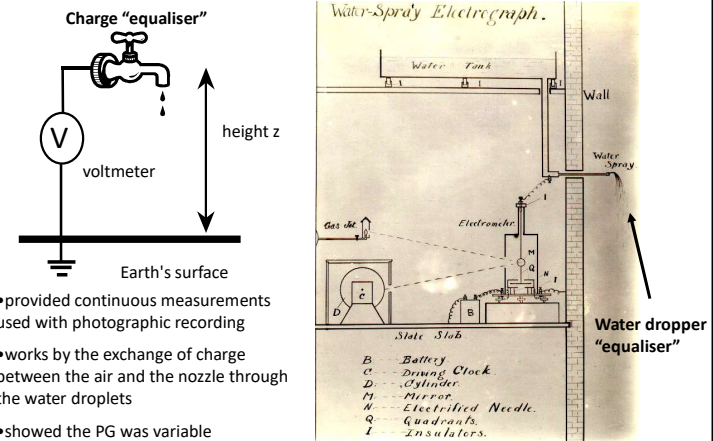 Charge “equaliser”
V
voltmeter
height z
Earth's surface
•provided continuous measurements
used with photographic recording
•works by the exchange of charge
between the air and the nozzle through
the water droplets
•showed the PG was variable
Water-Spray Electrograph.
Water Tank
I
I
I
Wall
Water
Spray
I
Electrometer.
Gas Jet.
M
Q
N
I
D
C
B
Slate Slab
B Battery.
C Driving Clock.
D Cylinder.
M Mirror.
N Electrified Needle.
Q Quadrants.
I Insulators.
Water dropper
“equaliser”